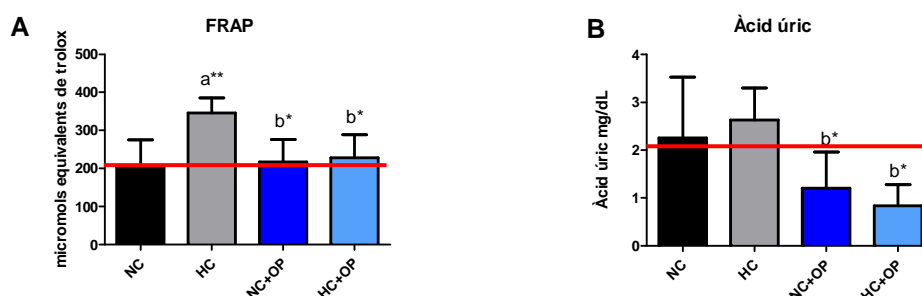 A
FRAP
micromols equivalents de trolox
500
400
300
200
100
0
a**
b*
b*
NC
HC
NC+OP
HC+OP
B
Àcid úric
Àcid úric mg/dL
4
3
2
1
0
b*
b*
NC
HC
NC+OP
HC+OP